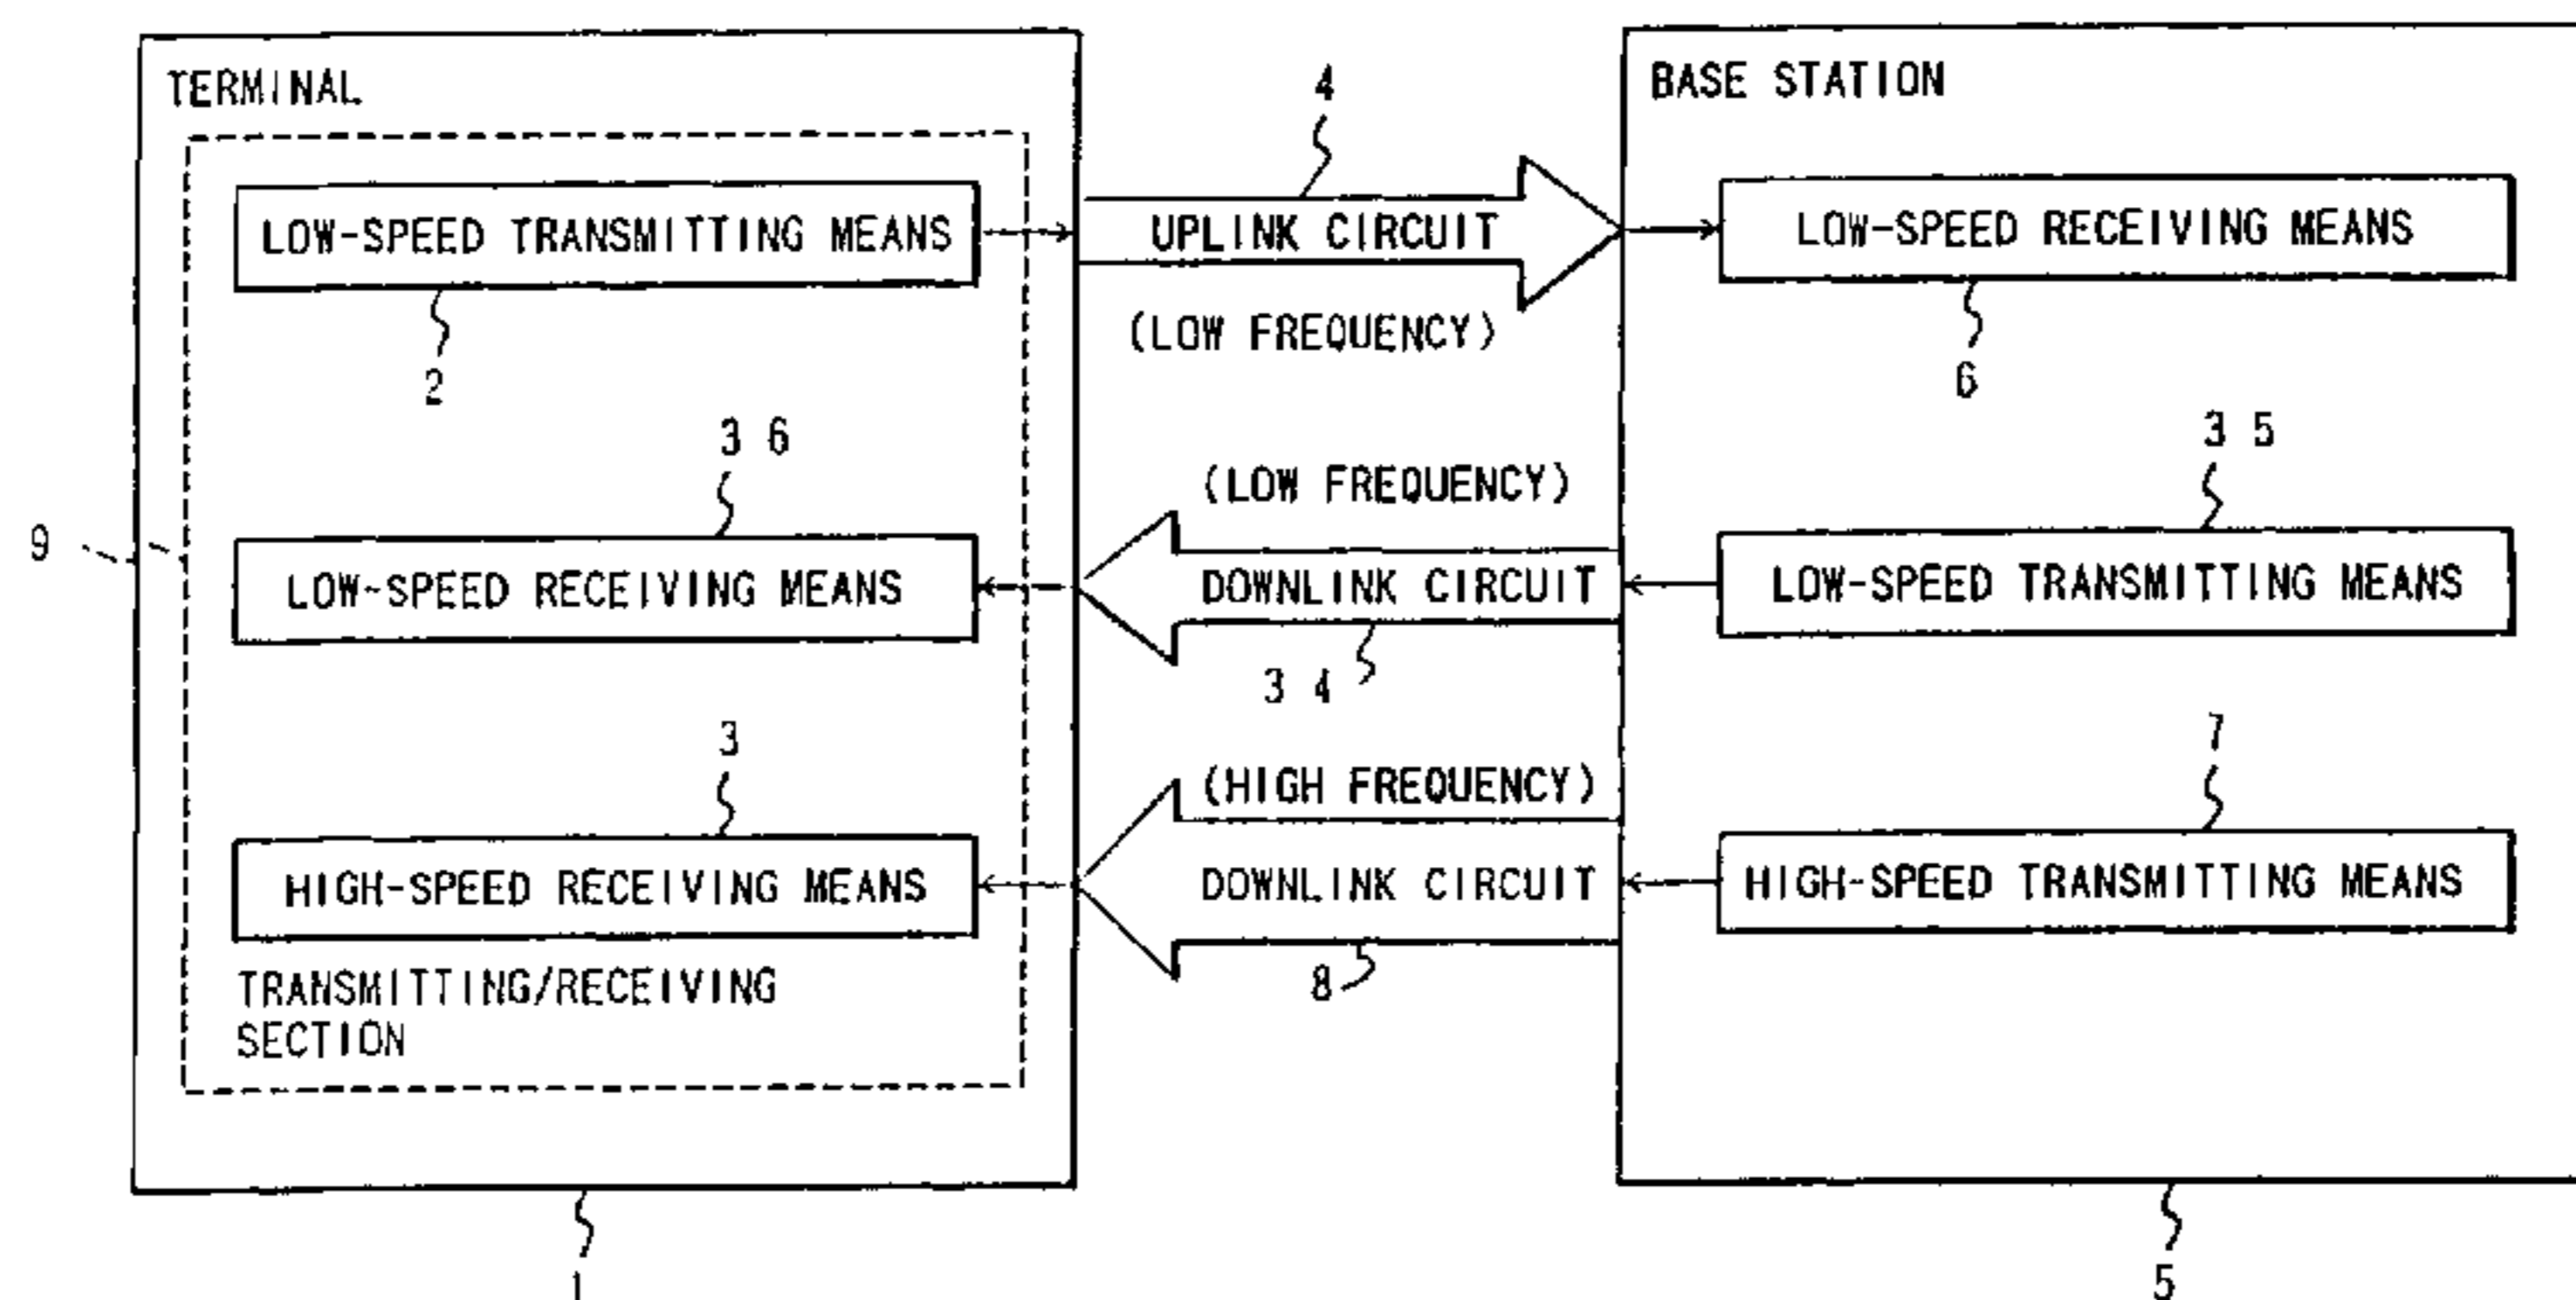 TERMINAL
BASE STATION
4
LOW-SPEED TRANSMITTING MEANS
UPLINK CIRCUIT
LOW-SPEED RECEIVING MEANS
(LOW FREQUENCY)
2
6
36
35
(LOW FREQUENCY)
9
LOW-SPEED RECEIVING MEANS
DOWNLINK CIRCUIT
LOW-SPEED TRANSMITTING MEANS
34
3
7
(HIGH FREQUENCY)
HIGH-SPEED RECEIVING MEANS
DOWNLINK CIRCUIT
HIGH-SPEED TRANSMITTING MEANS
8
TRANSMITTING/RECEIVING
SECTION
1
5